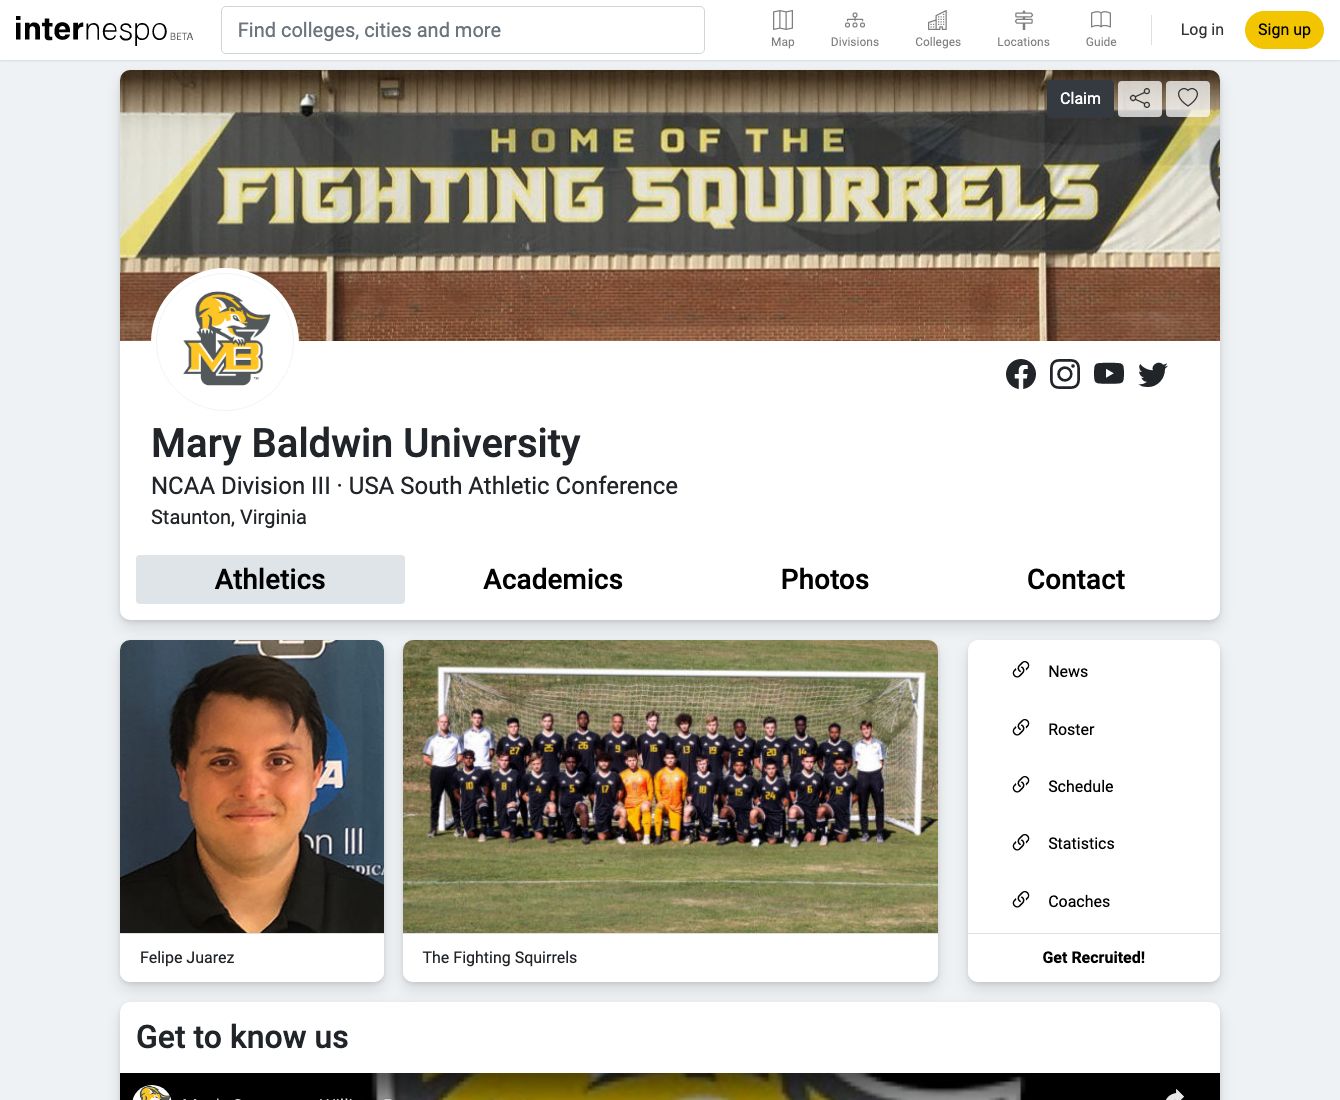 internespo BETA
Find colleges, cities and more
Map
Divisions
Colleges
Locations
Guide
Log in
Sign up
Claim
HOME OF THE
FIGHTING SQUIRRELS
MB
Mary Baldwin University
NCAA Division III · USA South Athletic Conference
Staunton, Virginia
Athletics
Academics
Photos
Contact
Felipe Juarez
The Fighting Squirrels
News
Roster
Schedule
Statistics
Coaches
Get Recruited!
Get to know us